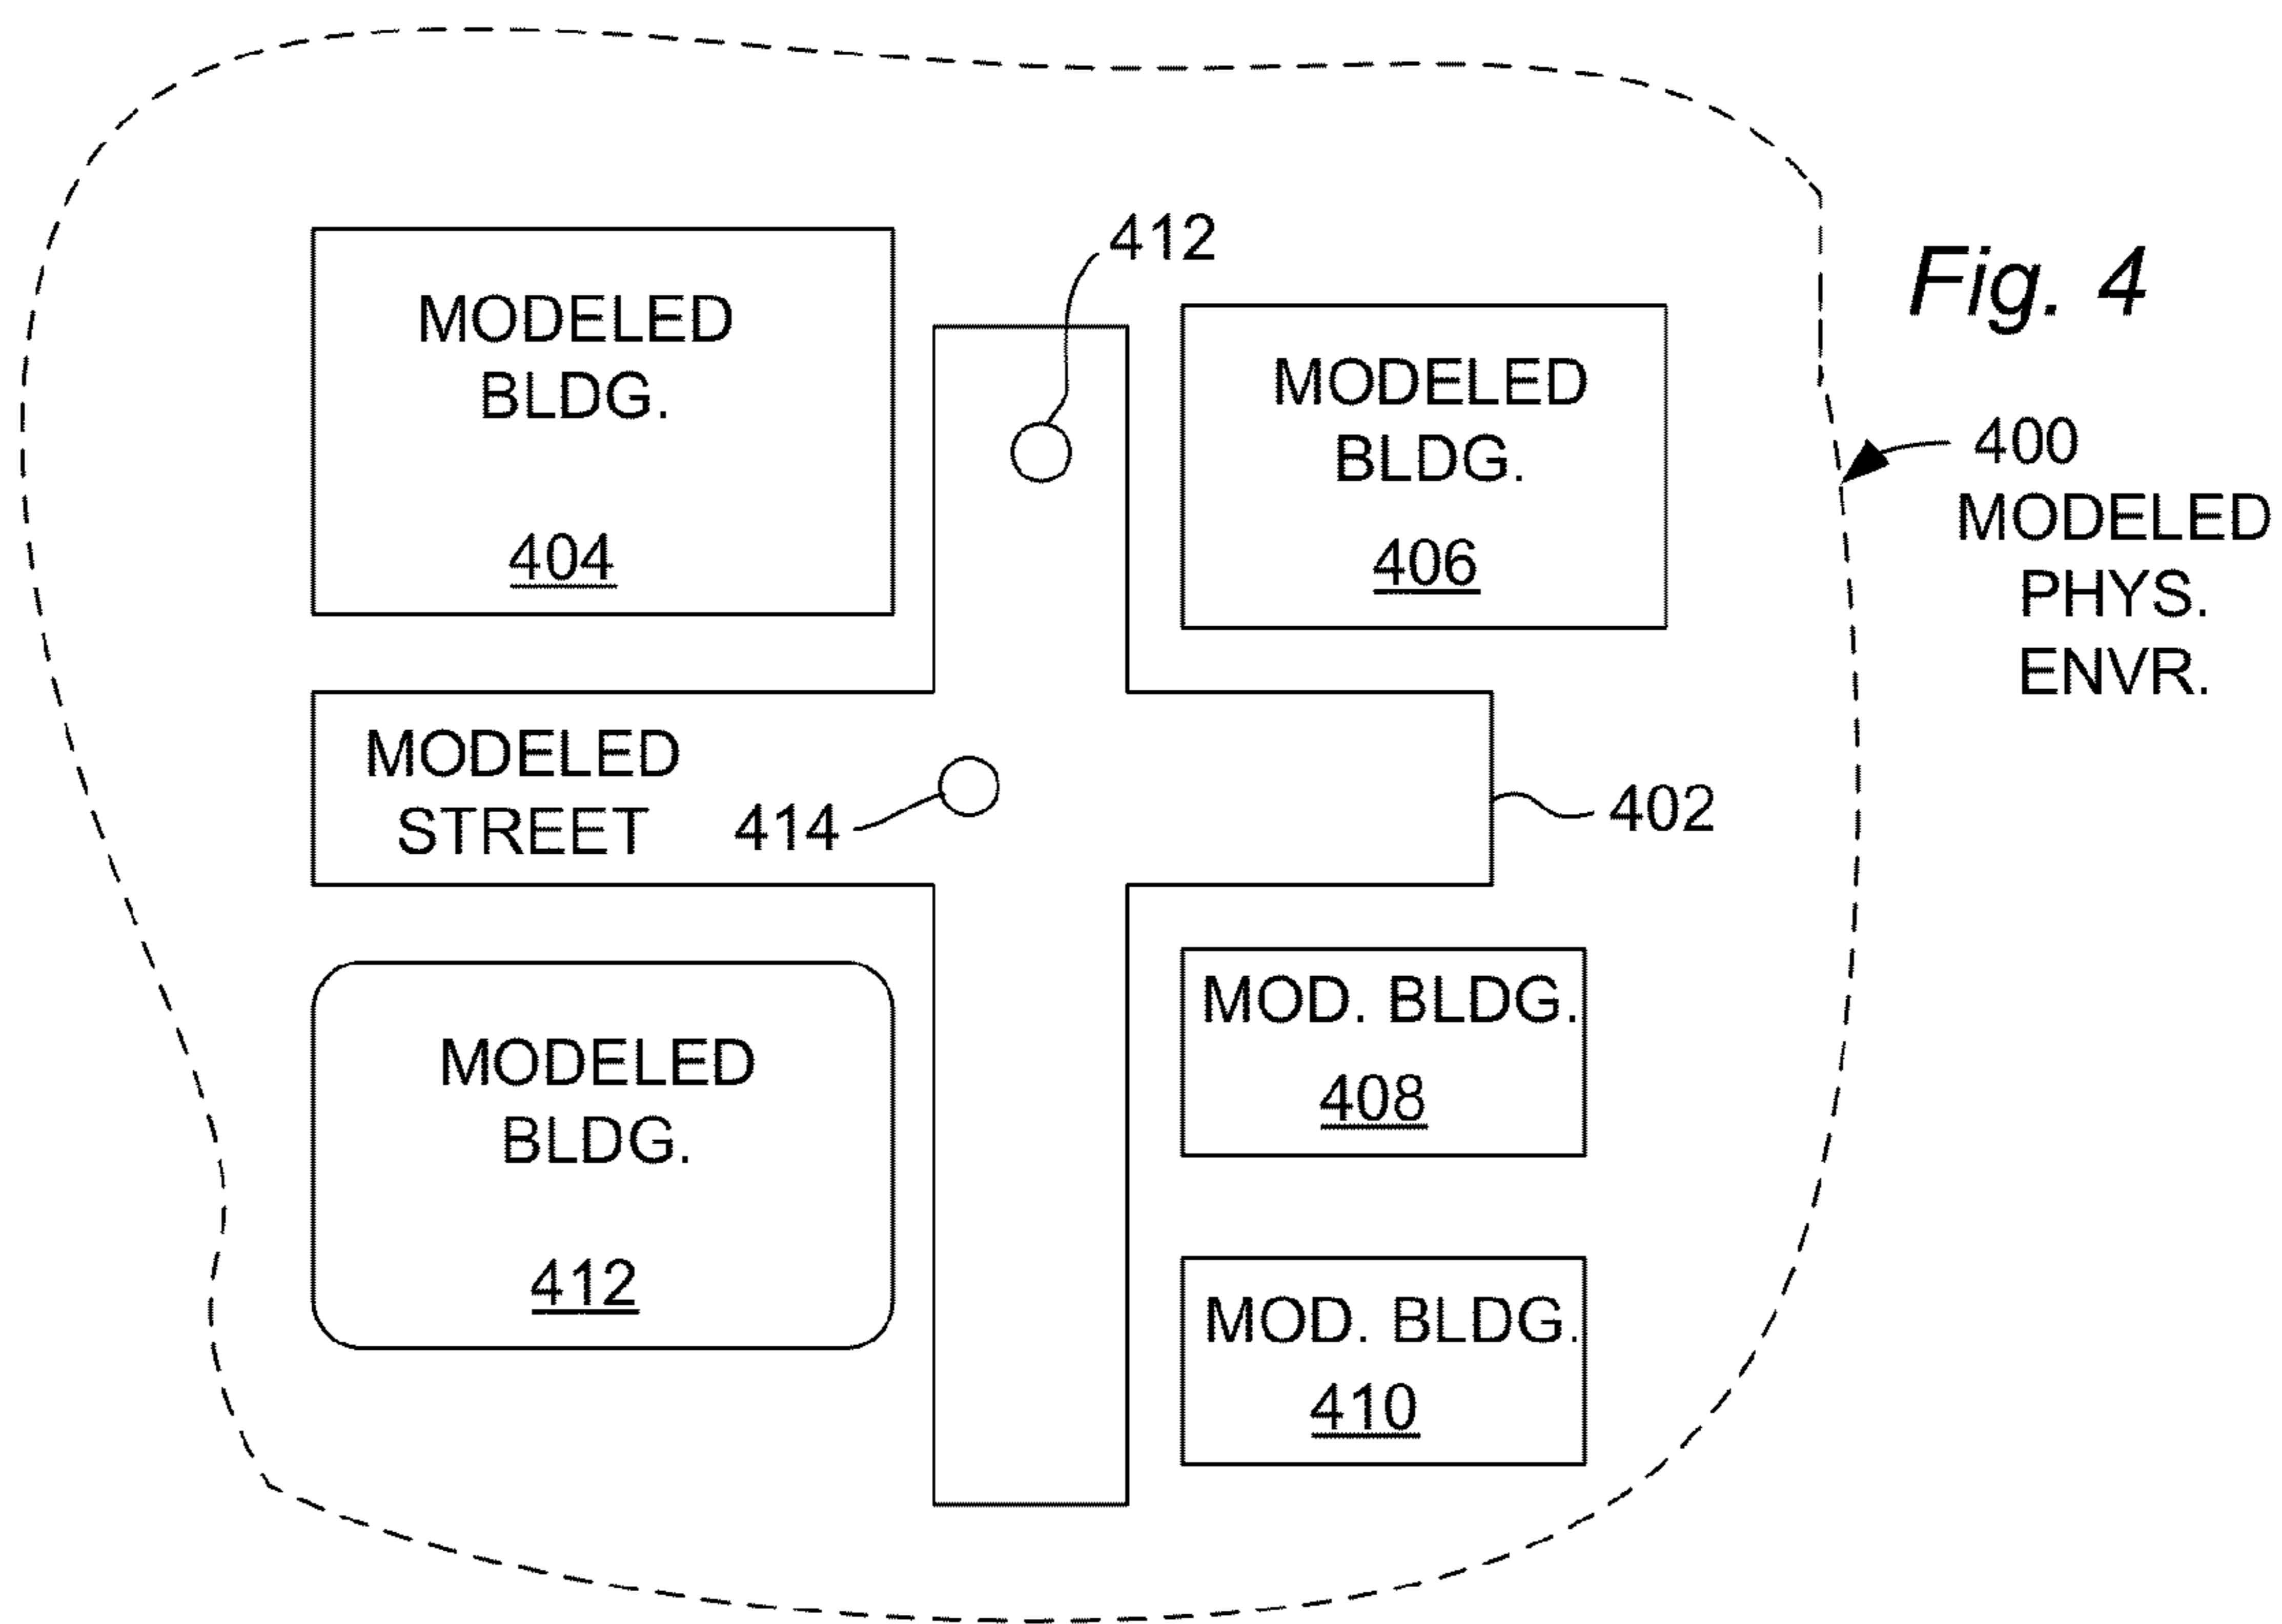 Fig. 4
412
MODELED
BLDG.
404
MODELED
BLDG.
406
400
MODELED
PHYS.
ENVR.
MODELED
STREET
414
402
MODELED
BLDG.
412
MOD. BLDG.
408
MOD. BLDG.
410